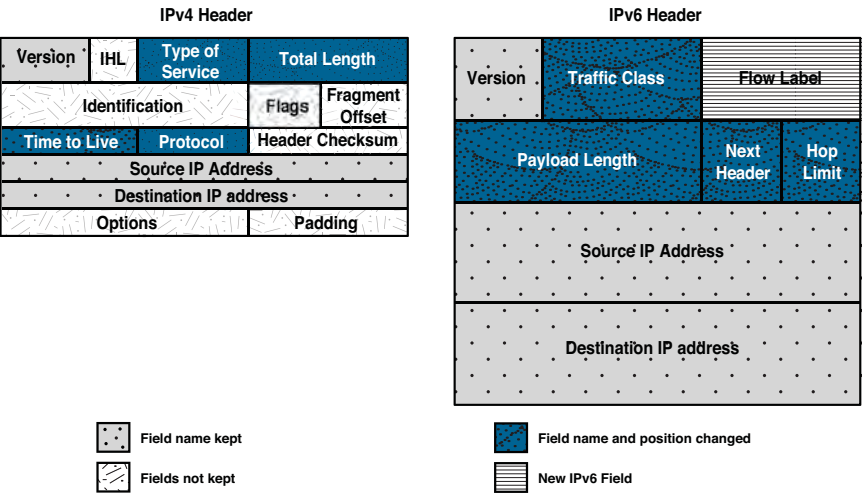 IPv4 Header
IPv6 Header
Version
IHL
Type of
Service
Total Length
Identification
Flags
Fragment
Offset
Time to Live
Protocol
Header Checksum
Source IP Address
Destination IP address
Options
Padding
Version
Traffic Class
Flow Label
Payload Length
Next
Header
Hop
Limit
Source IP Address
Destination IP address
Field name kept
Fields not kept
Field name and position changed
New IPv6 Field